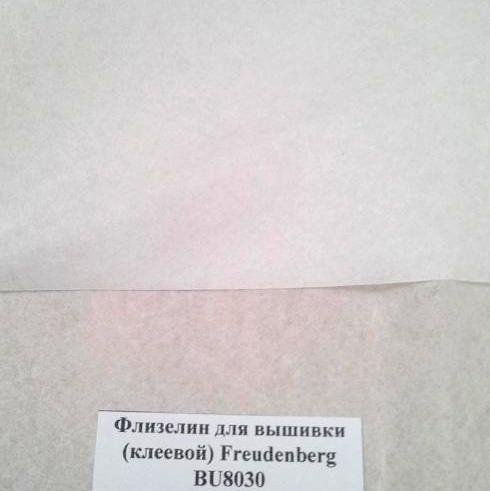 Флизелин для вышивки
(клеевой) Freudenberg
BU8030